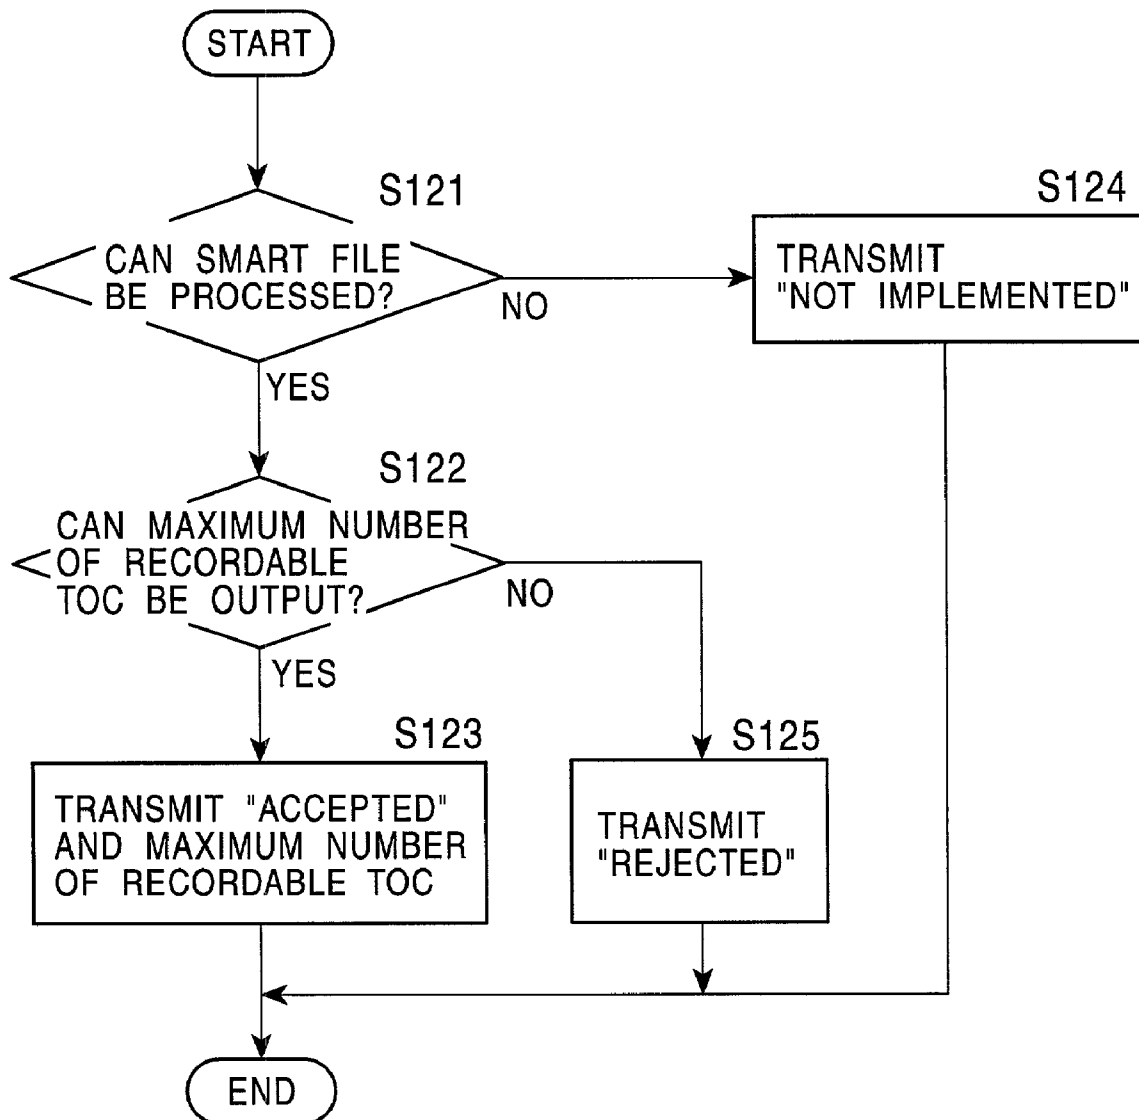 START
S121
CAN SMART FILE
BE PROCESSED?
NO
YES
S124
TRANSMIT
"NOT IMPLEMENTED"
S122
CAN MAXIMUM NUMBER
OF RECORDABLE
TOC BE OUTPUT?
NO
YES
S123
TRANSMIT "ACCEPTED"
AND MAXIMUM NUMBER
OF RECORDABLE TOC
S125
TRANSMIT
"REJECTED"
END